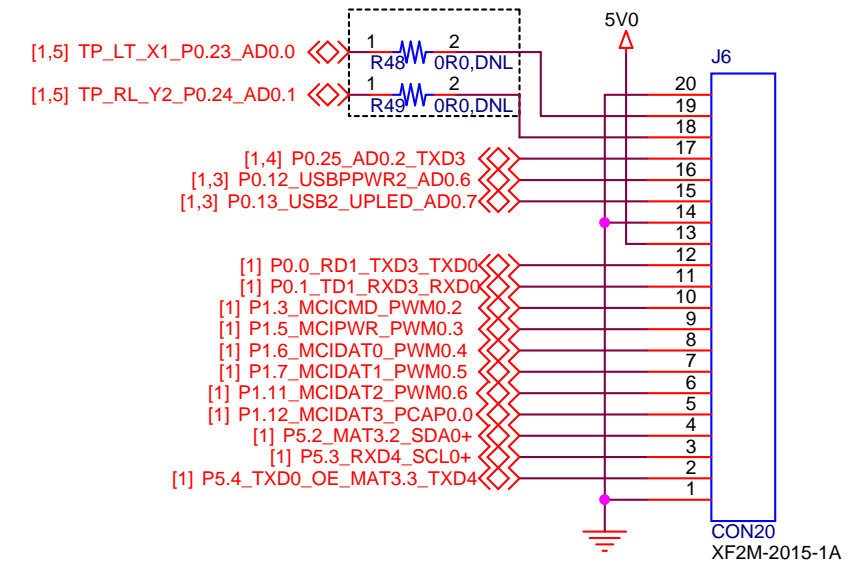 5V0
J6
[1,5] TP_LT_X1_P0.23_AD0.0
1
2
R48
0R0,DNL
[1,5] TP_RL_Y2_P0.24_AD0.1
1
2
R49
0R0,DNL
20
19
18
[1,4] P0.25_AD0.2_TXD3
17
[1,3] P0.12_USBPPWR2_AD0.6
16
[1,3] P0.13_USB2_UPLED_AD0.7
15
14
13
[1] P0.0_RD1_TXD3_TXD0
12
[1] P0.1_TD1_RXD3_RXD0
11
[1] P1.3_MCICMD_PWM0.2
10
[1] P1.5_MCIPWR_PWM0.3
9
[1] P1.6_MCIDAT0_PWM0.4
8
[1] P1.7_MCIDAT1_PWM0.5
7
[1] P1.11_MCIDAT2_PWM0.6
6
[1] P1.12_MCIDAT3_PCAP0.0
5
[1] P5.2_MAT3.2_SDA0+
4
[1] P5.3_RXD4_SCL0+
3
[1] P5.4_TXD0_OE_MAT3.3_TXD4
2
1
CON20
XF2M-2015-1A